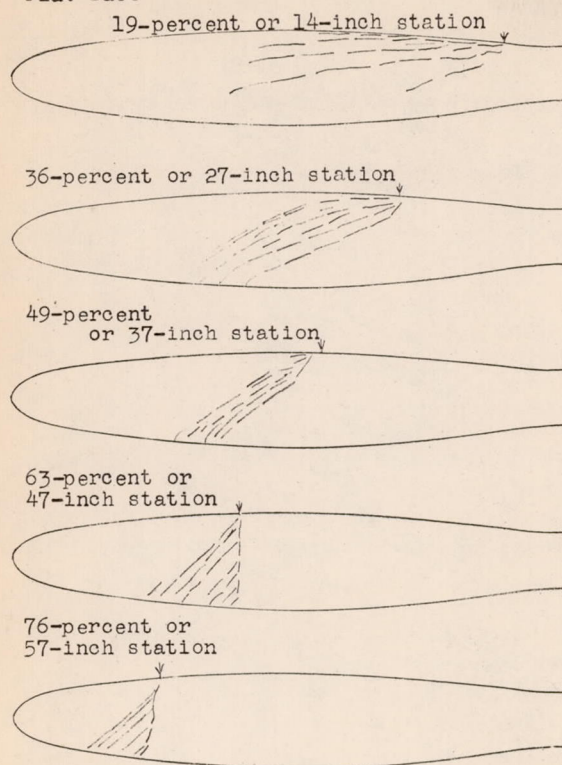 19-percent or 14-inch station
36-percent or 27-inch station
49-percent
or 37-inch station
63-percent or
47-inch station
76-percent or
57-inch station